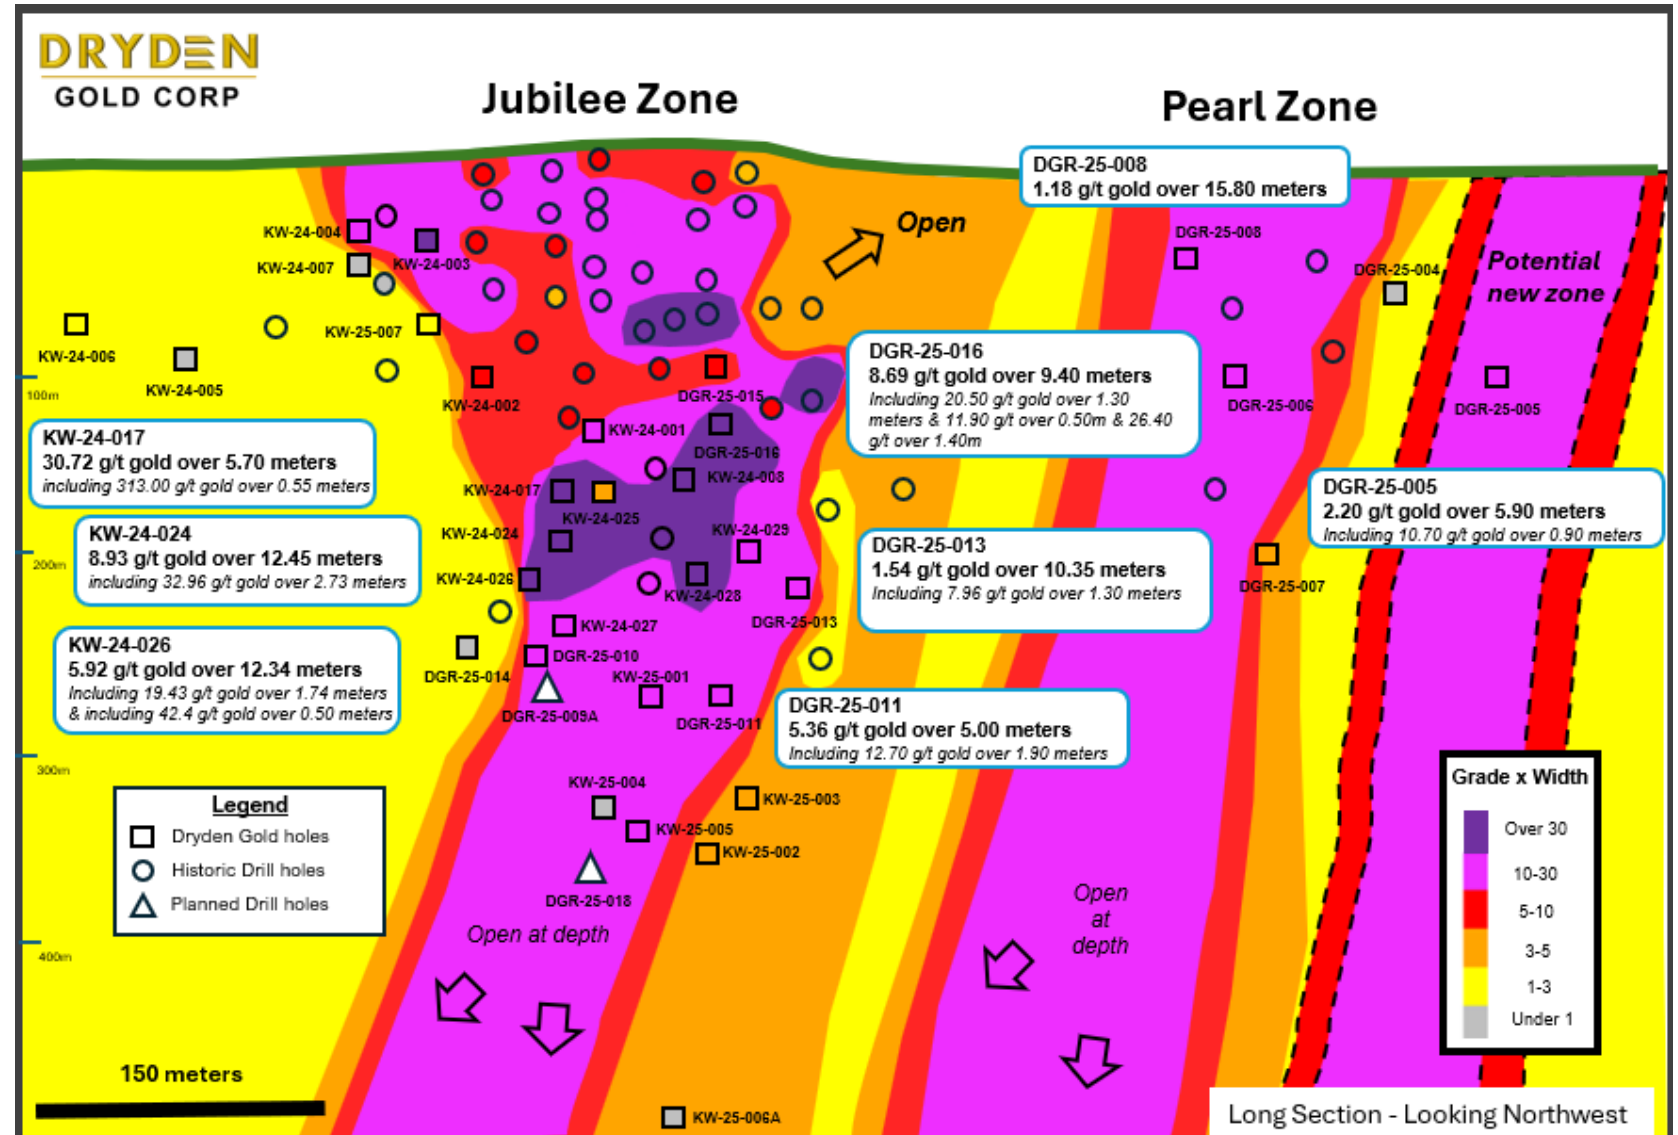 DRYDEN
GOLD CORP
Jubilee Zone
Pearl Zone
DGR-25-008
1.18 g/t gold over 15.80 meters
Open
KW-24-004
KW-24-007
KW-24-003
DGR-25-008
DGR-25-004
Potential
new zone
KW-24-006
KW-24-005
KW-25-007
KW-24-002
100m
DGR-25-015
KW-24-001
DGR-25-016
KW-24-008
DGR-25-016
8.69 g/t gold over 9.40 meters
Including 20.50 g/t gold over 1.30
meters & 11.90 g/t over 0.50m & 26.40
g/t over 1.40m
DGR-25-006
DGR-25-005
KW-24-017
30.72 g/t gold over 5.70 meters
including 313.00 g/t gold over 0.55 meters
KW-24-017
KW-24-025
KW-24-024
KW-24-029
DGR-25-005
2.20 g/t gold over 5.90 meters
Including 10.70 g/t gold over 0.90 meters
KW-24-024
8.93 g/t gold over 12.45 meters
including 32.96 g/t gold over 2.73 meters
200m
KW-24-026
KW-24-028
DGR-25-013
1.54 g/t gold over 10.35 meters
Including 7.96 g/t gold over 1.30 meters
DGR-25-007
KW-24-027
DGR-25-013
KW-24-026
5.92 g/t gold over 12.34 meters
Including 19.43 g/t gold over 1.74 meters
& including 42.4 g/t gold over 0.50 meters
DGR-25-014
DGR-25-010
KW-25-001
DGR-25-009A
DGR-25-011
DGR-25-011
5.36 g/t gold over 5.00 meters
Including 12.70 g/t gold over 1.90 meters
300m
KW-25-004
KW-25-003
KW-25-005
KW-25-002
DGR-25-018
Legend
Dryden Gold holes
Historic Drill holes
Planned Drill holes
Open at depth
Open
at
depth
Grade x Width
Over 30
10-30
5-10
3-5
1-3
Under 1
400m
150 meters
KW-25-006A
Long Section - Looking Northwest